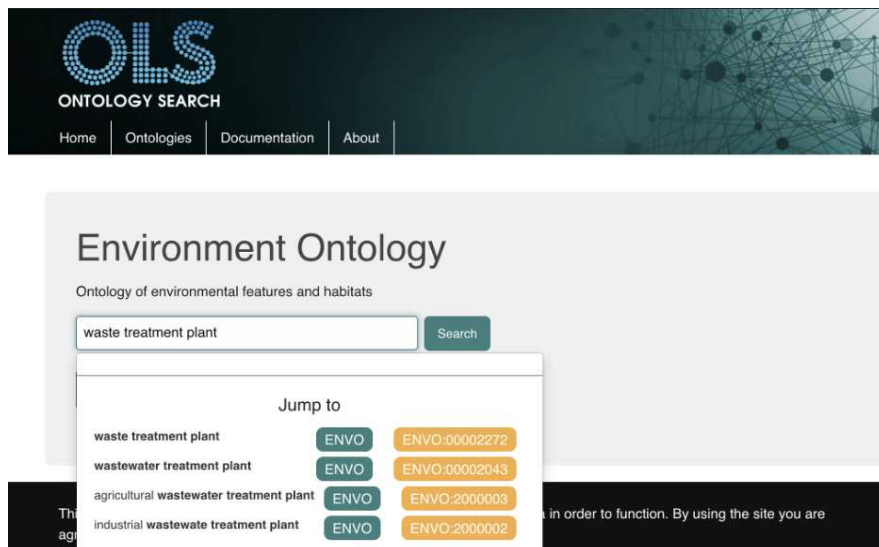 OLS
ONTOLOGY SEARCH
Home Ontologies Documentation About
Environment Ontology
Ontology of environmental features and habitats
waste treatment plant Search
Jump to
waste treatment plant ENVO ENVO:00002272
wastewater treatment plant ENVO ENVO:00002043
agricultural wastewater treatment plant ENVO ENVO:2000003
industrial wastewate treatment plant ENVO ENVO:2000002
in order to function. By using the site you are